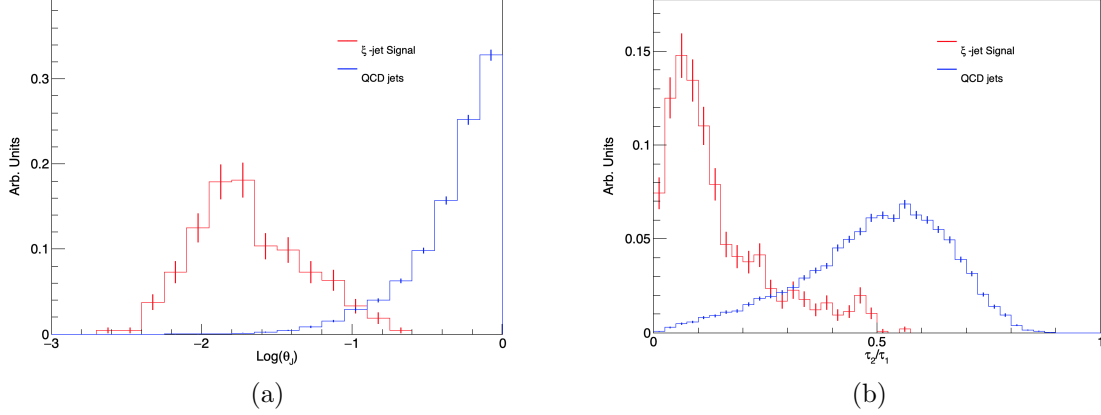 Arb. Units
0.3
0.2
0.1
0
ξ -jet Signal
QCD jets
−3 −2 −1 0
Log(θJ)
(a)
Arb. Units
0.15
0.1
0.05
0
ξ -jet Signal
QCD jets
0 0.5 1
τ2/τ1
(b)